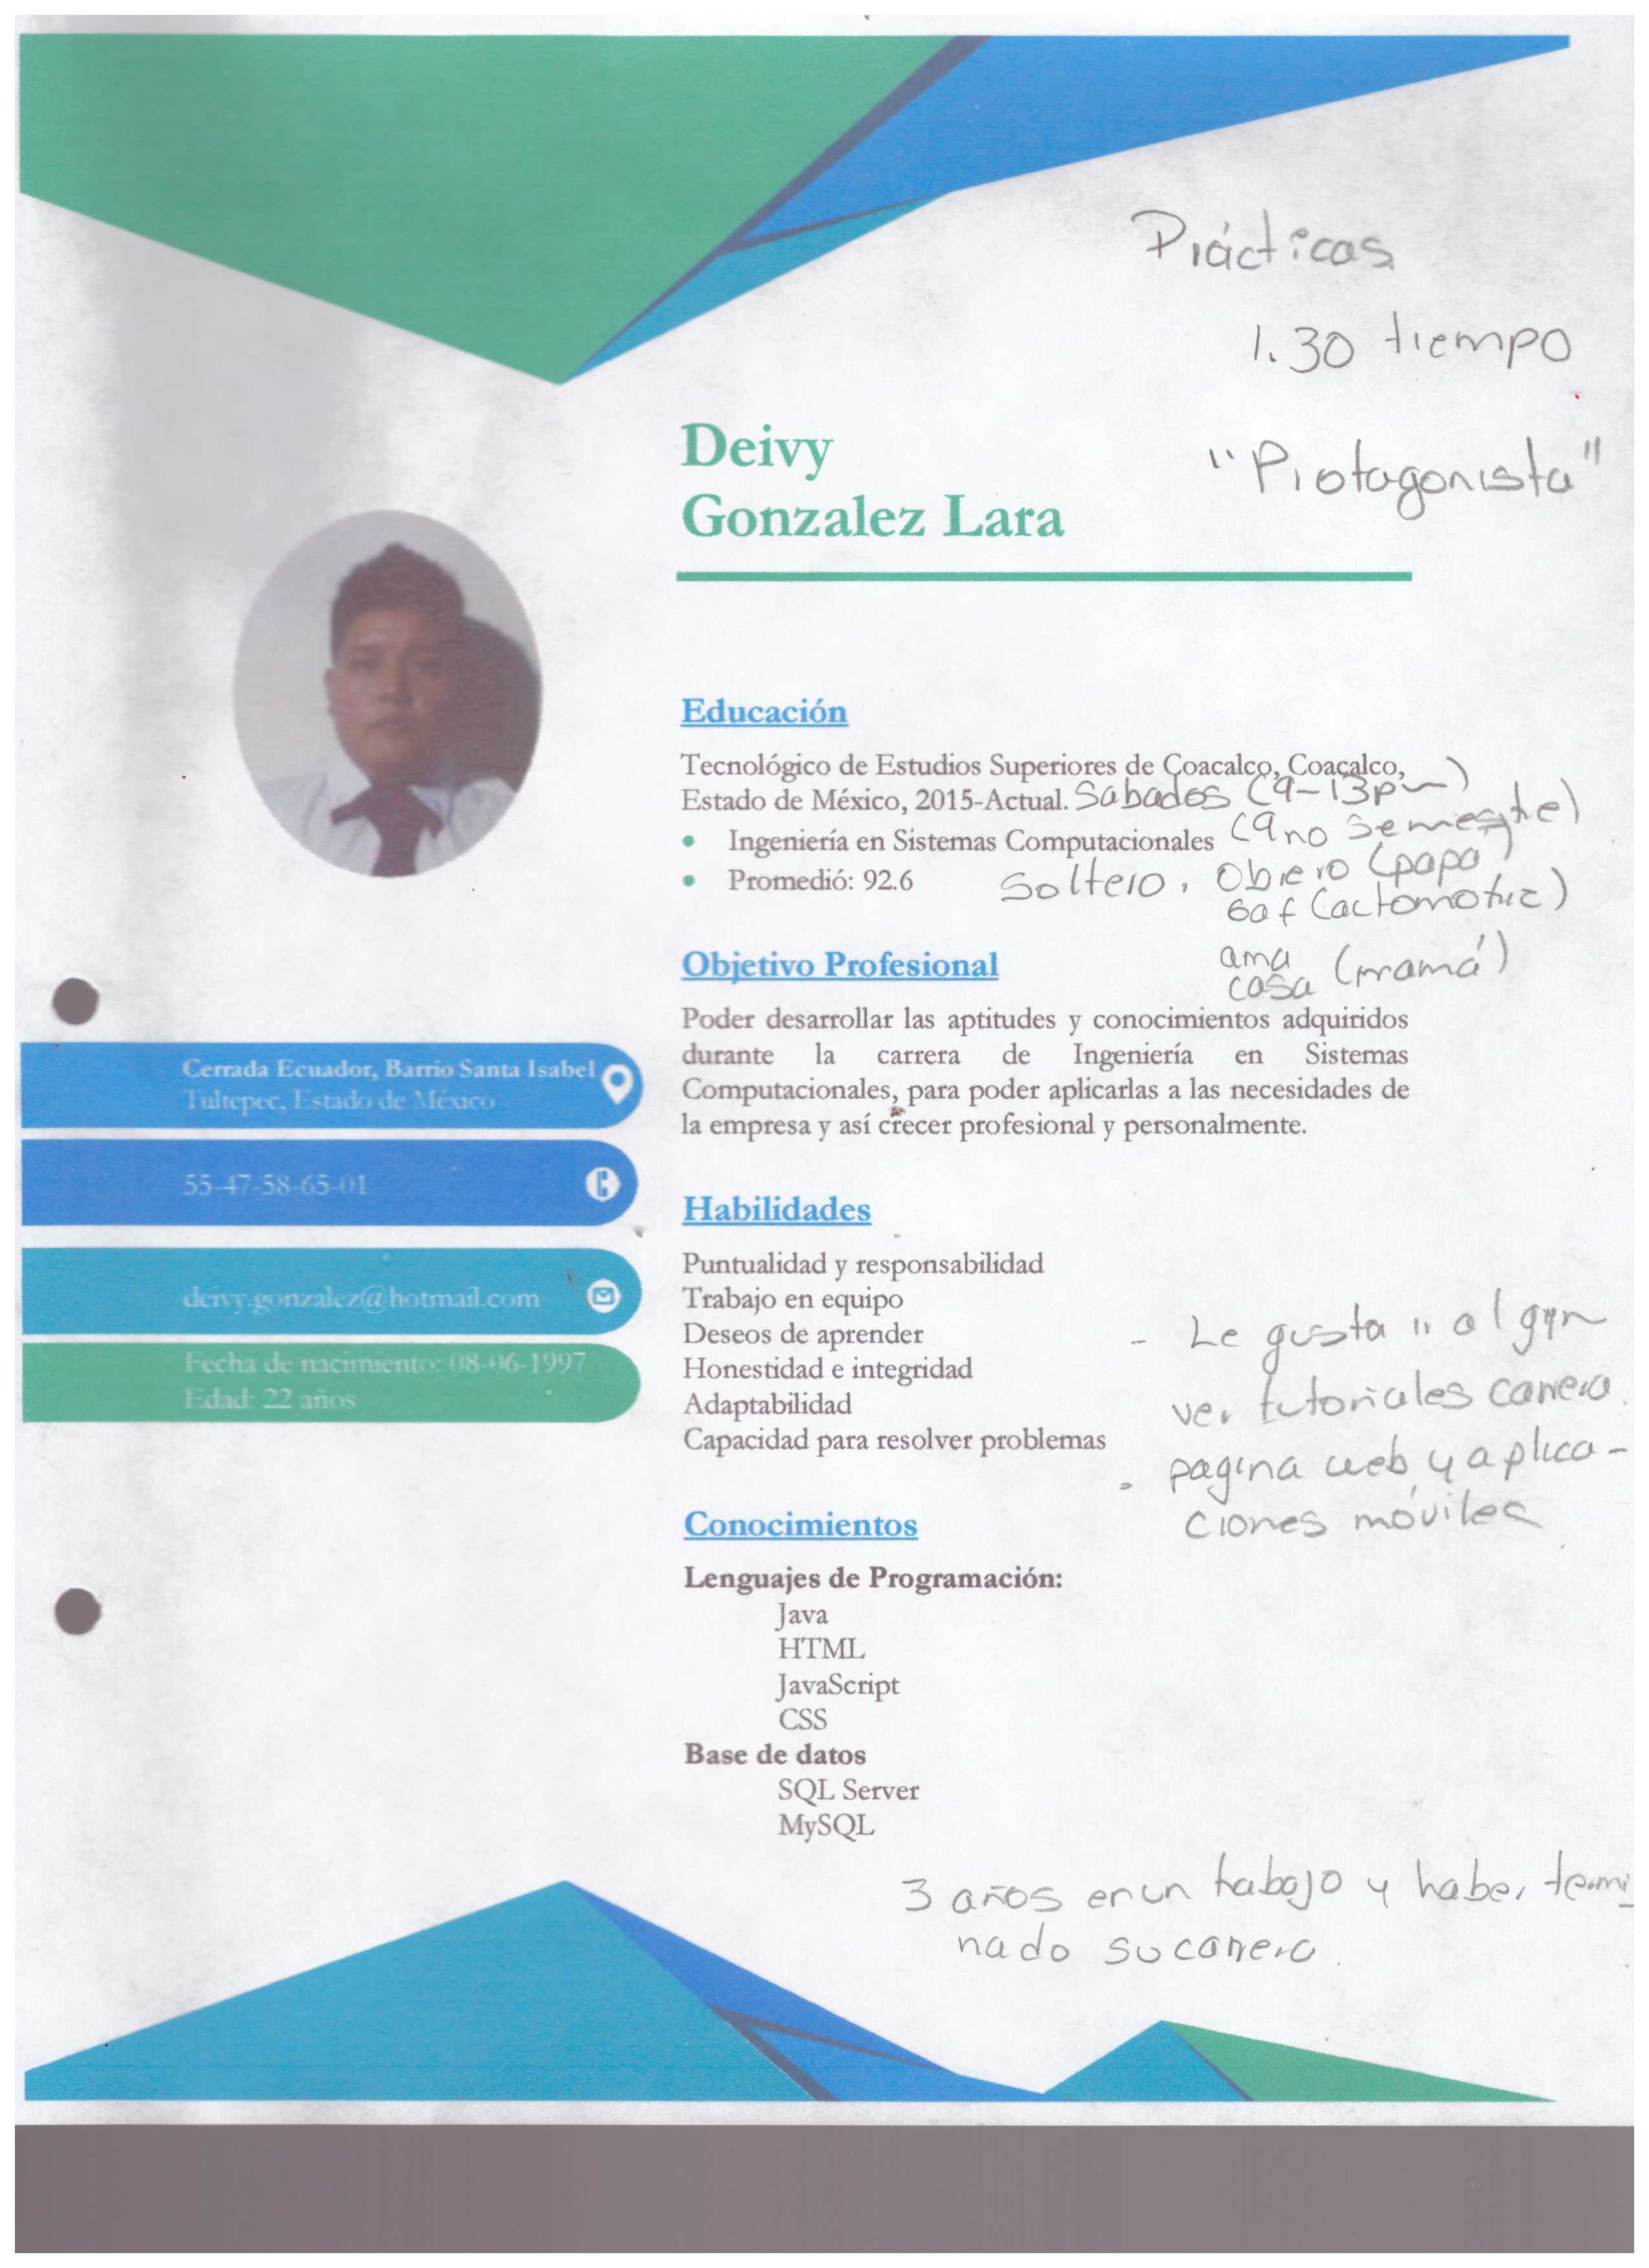 Prácticas
1.30 tiempo
"Protagonista"
Deivy
Gonzalez Lara
Educación
Tecnológico de Estudios Superiores de Coacalco, Coacalco,
Estado de México, 2015-Actual. Sabados (9-13pm)
• Ingeniería en Sistemas Computacionales (9no semestre)
• Promedió: 92.6 Soltero, Obrero (papa)
(actomotriz)
ama casa (mamá)
Objetivo Profesional
Poder desarrollar las aptitudes y conocimientos adquiridos
durante la carrera de Ingeniería en Sistemas
Computacionales, para poder aplicarlas a las necesidades de
la empresa y así crecer profesional y personalmente.
Cerrada Ecuador, Barrio Santa Isabel
Tultepec, Estado de México
55-47-58-65-01
deivy.gonzalez@hotmail.com
Fecha de nacimiento: 08-06-1997
Edad: 22 años
Habilidades
Puntualidad y responsabilidad
Trabajo en equipo
Deseos de aprender
Honestidad e integridad
Adaptabilidad
Capacidad para resolver problemas
- Le gusta ir al gym
ver tutoriales carrera.
- pagina web y aplica-
ciones móviles
Conocimientos
Lenguajes de Programación:
Java
HTML
JavaScript
CSS
Base de datos
SQL Server
MySQL
3 años en un trabajo y haber termi-
nado su carrera.